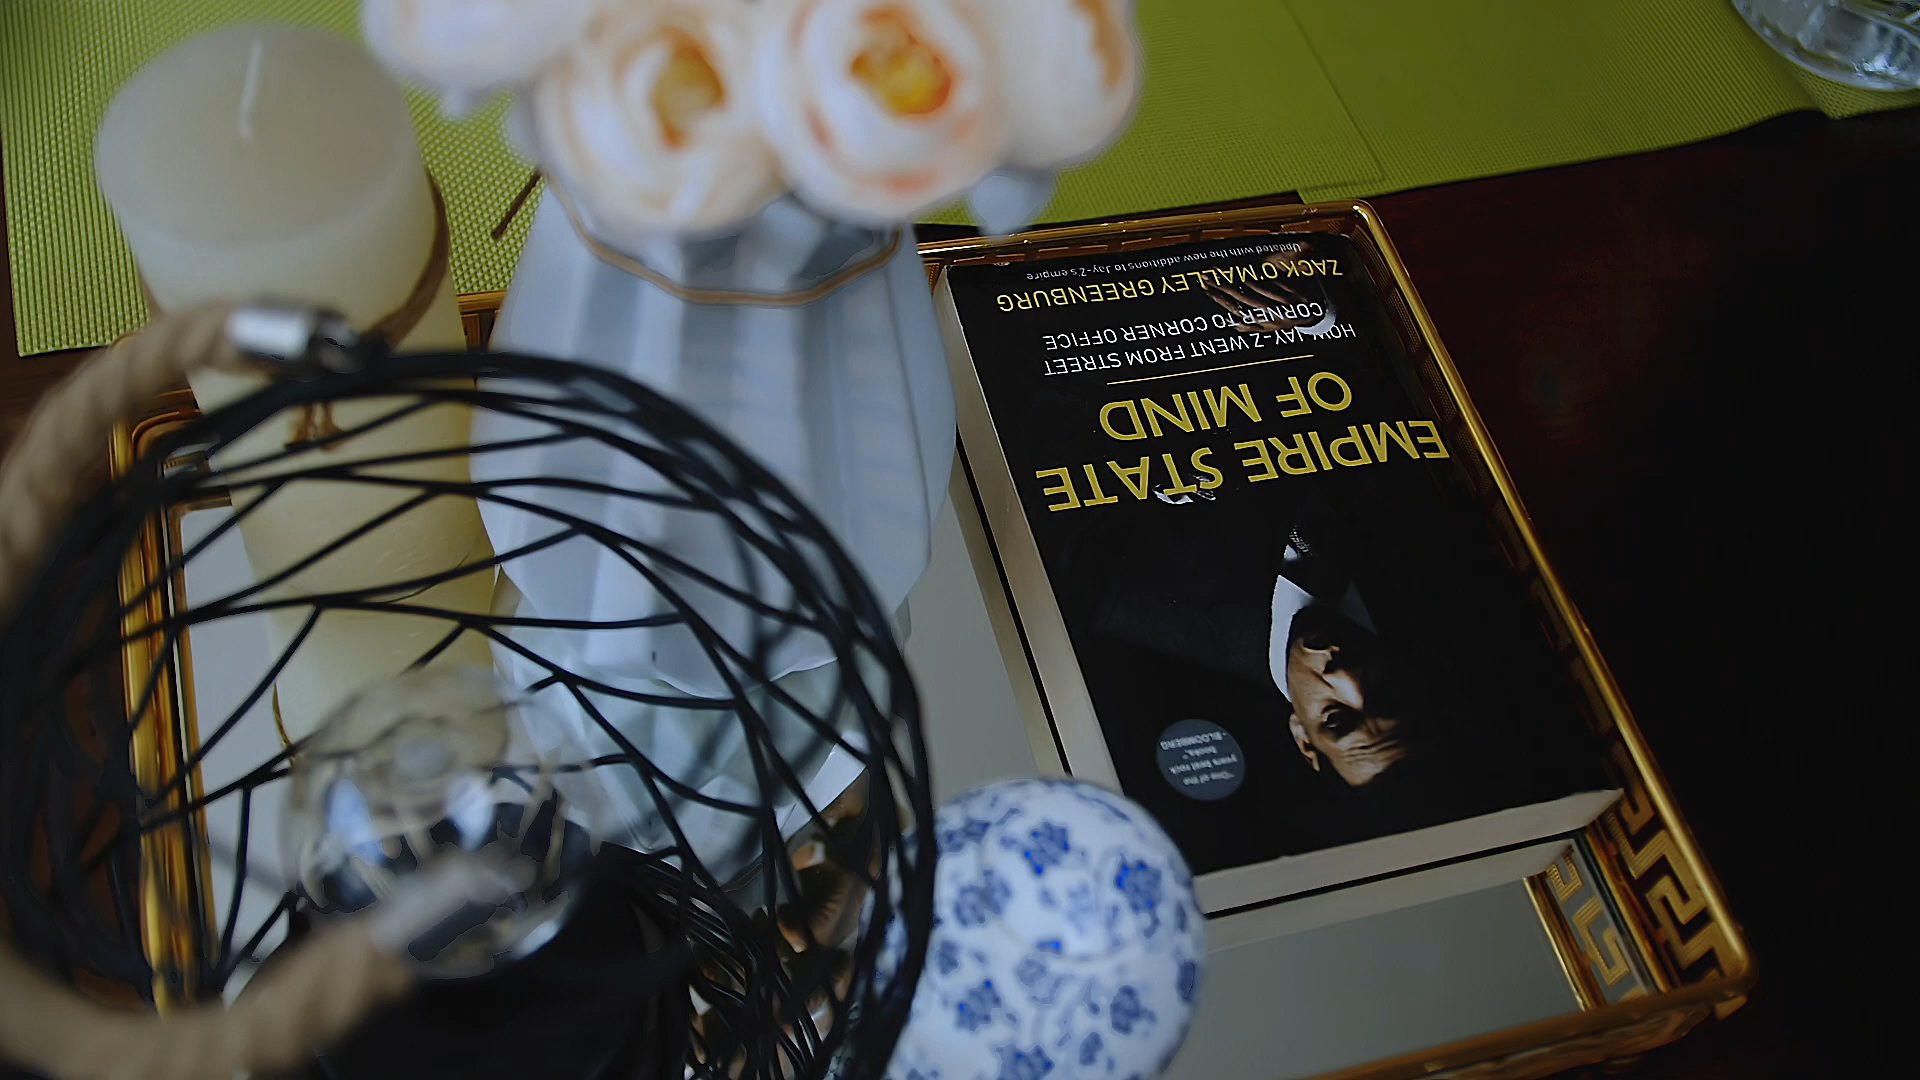 "One of the
years best rock
books."
-BLOOMBERG
EMPIRE STATE
OF MIND
HOW JAY-Z WENT FROM STREET
CORNER TO CORNER OFFICE
ZACK O'MALLEY GREENBURG
Updated with the new additions to Jay-Z's empire